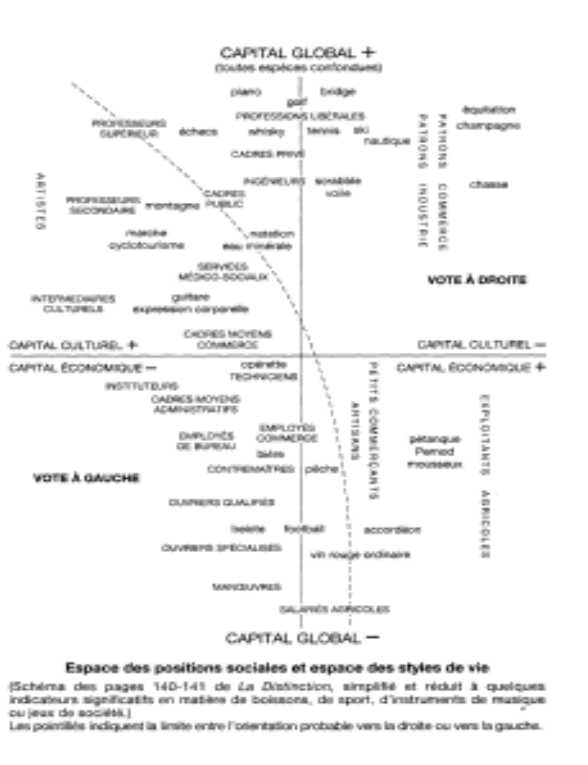 CAPITAL GLOBAL +
(toutes espèces confondues)
piano bridge
golf
PROFESSIONS LIBÉRALES
équitation
champagne
PROFESSEURS
SUPÉRIEUR
échecs whisky tennis ski
nautique
CADRES PRIVÉ
PATRONS INDUSTRIE
PATRONS COMMERCE
INGÉNIEURS scrabble
voile
chasse
ARTISTES
PROFESSEURS
SECONDAIRE
montagne
CADRES
PUBLIC
marche
cyclotourisme
natation
eau minérale
SERVICES
MÉDICO-SOCIAUX
VOTE À DROITE
INTERMÉDIAIRES
CULTURELS
guitare
expression corporelle
CADRES MOYENS
COMMERCE
CAPITAL CULTUREL + CAPITAL CULTUREL −
CAPITAL ÉCONOMIQUE − CAPITAL ÉCONOMIQUE +
opérette
TECHNICIENS
INSTITUTEURS
CADRES MOYENS
ADMINISTRATIFS
ARTISANS
PETITS COMMERÇANTS
EXPLOITANTS AGRICOLES
EMPLOYÉS
DE BUREAU
EMPLOYÉS
COMMERCE
bière
pétanque
Pernod
mousseux
CONTREMAÎTRES pêche
VOTE À GAUCHE
OUVRIERS QUALIFIÉS
belote football accordéon
OUVRIERS SPÉCIALISÉS
vin rouge ordinaire
MANŒUVRES
SALARIÉS AGRICOLES
CAPITAL GLOBAL −
Espace des positions sociales et espace des styles de vie
(Schéma des pages 140-141 de La Distinction, simplifié et réduit à quelques
indicateurs significatifs en matière de boissons, de sport, d'instruments de musique
ou jeux de société.)
Les pointillés indiquent la limite entre l'orientation probable vers la droite ou vers la gauche.